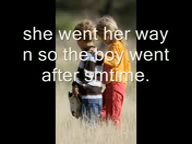 she went her way
n so the boy went
after smtime.